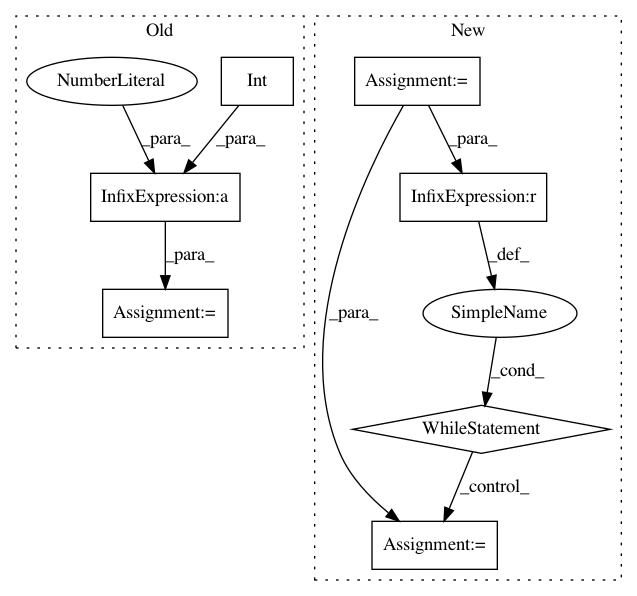 Old
New
NumberLiteral
Int
Assignment:=
_para_
_para_
_para_
InfixExpression:a
InfixExpression:r
_para_
_def_
Assignment:=
_para_
SimpleName
_cond_
WhileStatement
_control_
Assignment:=